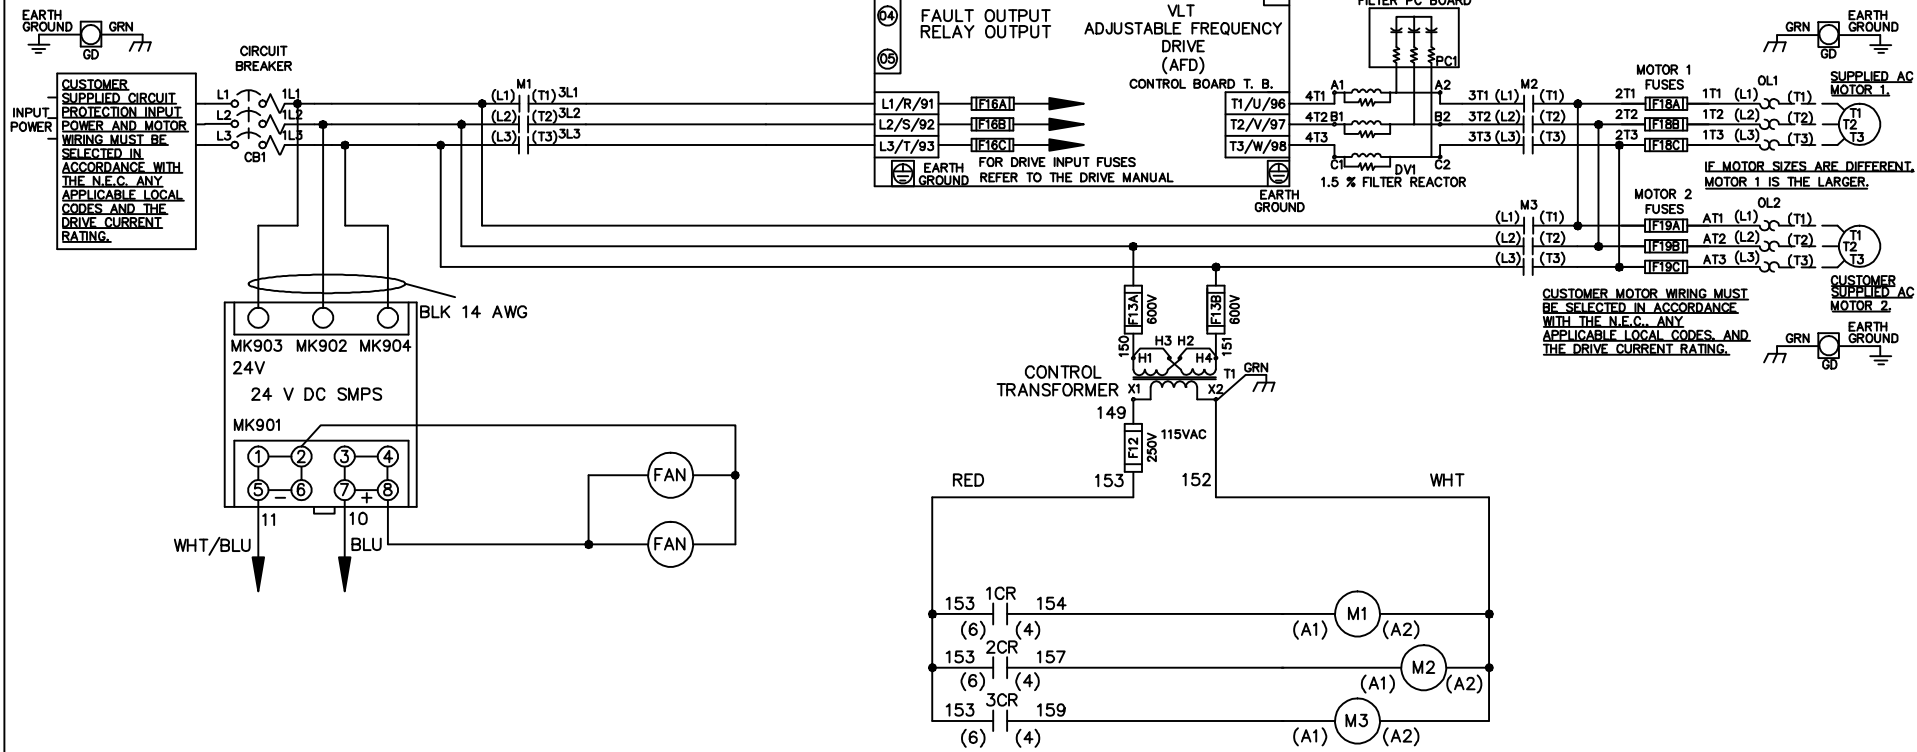 EARTH
GROUND
GRN
GD
CUSTOMER
SUPPLIED CIRCUIT
PROTECTION INPUT
POWER AND MOTOR
WIRING MUST BE
SELECTED IN
ACCORDANCE WITH
THE N.E.C. ANY
APPLICABLE LOCAL
CODES AND THE
DRIVE CURRENT
RATING.
INPUT
POWER
CIRCUIT
BREAKER
L1 1L1
L2 1L2
L3 1L3
CB1
M1
(L1) (T1) 3L1
(L2) (T2) 3L2
(L3) (T3) 3L3
04
05
FAULT OUTPUT
RELAY OUTPUT
VLT
ADJUSTABLE FREQUENCY
DRIVE
(AFD)
CONTROL BOARD T. B.
L1/R/91 F16A
L2/S/92 F16B
L3/T/93 F16C
FOR DRIVE INPUT FUSES
REFER TO THE DRIVE MANUAL
EARTH
GROUND
T1/U/96
T2/V/97
T3/W/98
EARTH
GROUND
FILTER PC BOARD
PC1
4T1 A1 A2
4T2 B1 B2
4T3 C1 C2
DV1
1.5 % FILTER REACTOR
M2
3T1 (L1) (T1)
3T2 (L2) (T2)
3T3 (L3) (T3)
MOTOR 1
FUSES
2T1 F18A 1T1 (L1) (T1)
2T2 F18B 1T2 (L2) (T2)
2T3 F18C 1T3 (L3) (T3)
OL1
T1
T2
T3
GRN
GD
EARTH
GROUND
SUPPLIED AC
MOTOR 1.
IF MOTOR SIZES ARE DIFFERENT,
MOTOR 1 IS THE LARGER.
M3
(L1) (T1)
(L2) (T2)
(L3) (T3)
MOTOR 2
FUSES
F19A AT1 (L1) (T1)
F19B AT2 (L2) (T2)
F19C AT3 (L3) (T3)
OL2
T1
T2
T3
CUSTOMER
SUPPLIED AC
MOTOR 2.
CUSTOMER MOTOR WIRING MUST
BE SELECTED IN ACCORDANCE
WITH THE N.E.C., ANY
APPLICABLE LOCAL CODES, AND
THE DRIVE CURRENT RATING.
GRN
GD
EARTH
GROUND
BLK 14 AWG
MK903 MK902 MK904
24V
24 V DC SMPS
MK901
1 2 3 4
5 - 6 7 + 8
11 10
WHT/BLU BLU
FAN
FAN
F13A 600V
F13B 600V
150 151
H3 H2
H1 H4
CONTROL
TRANSFORMER
T1
GRN
X1 X2
149
F12 250V
115VAC
153 152
RED WHT
1CR
153 154
(6) (4)
M1
(A1) (A2)
2CR
153 157
(6) (4)
M2
(A1) (A2)
3CR
153 159
(6) (4)
M3
(A1) (A2)